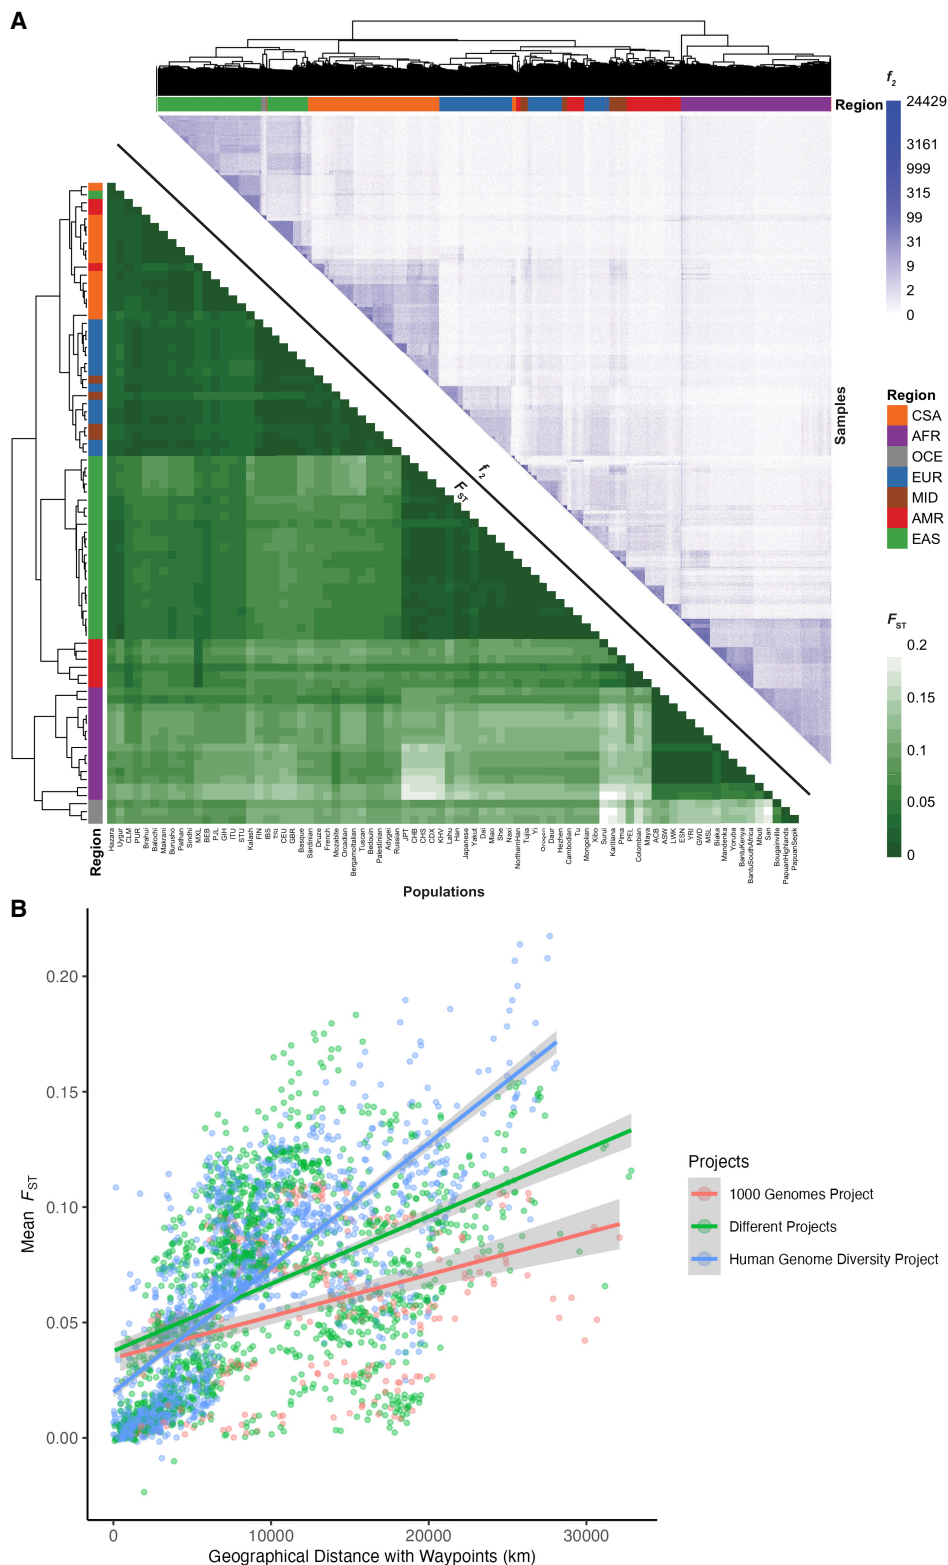 A
f2
Region
24429
3161
999
315
99
31
9
2
0
Samples
Region
CSA
AFR
OCE
EUR
MID
AMR
EAS
f2
FST
FST
0.2
0.15
0.1
0.05
0
Region
Hazara
Uygur
CLM
PUR
Brahui
Balochi
Makrani
Burusho
Pathan
Sindhi
MXL
BEB
PJL
GIH
ITU
STU
Kalash
FIN
IBS
TSI
CEU
GBR
Basque
Sardinian
Druze
French
Mozabite
Orcadian
BergamoItalian
Tuscan
Bedouin
Palestinian
Adygei
Russian
JPT
CHB
CHS
CDX
KHV
Lahu
Han
Japanese
Yakut
Dai
Miao
She
Naxi
NorthernHan
Tujia
Yi
Oroqen
Daur
Hezhen
Cambodian
Tu
Mongolian
Xibo
Surui
Karitiana
Pima
PEL
Colombian
Maya
ACB
ASW
LWK
ESN
YRI
GWD
MSL
Biaka
Mandenka
Yoruba
BantuKenya
BantuSouthAfrica
Mbuti
San
Bougainville
PapuanHighlands
PapuanSepik
Populations
B
0.20
0.15
0.10
0.05
0.00
Mean FST
0
10000
20000
30000
Geographical Distance with Waypoints (km)
Projects
1000 Genomes Project
Different Projects
Human Genome Diversity Project